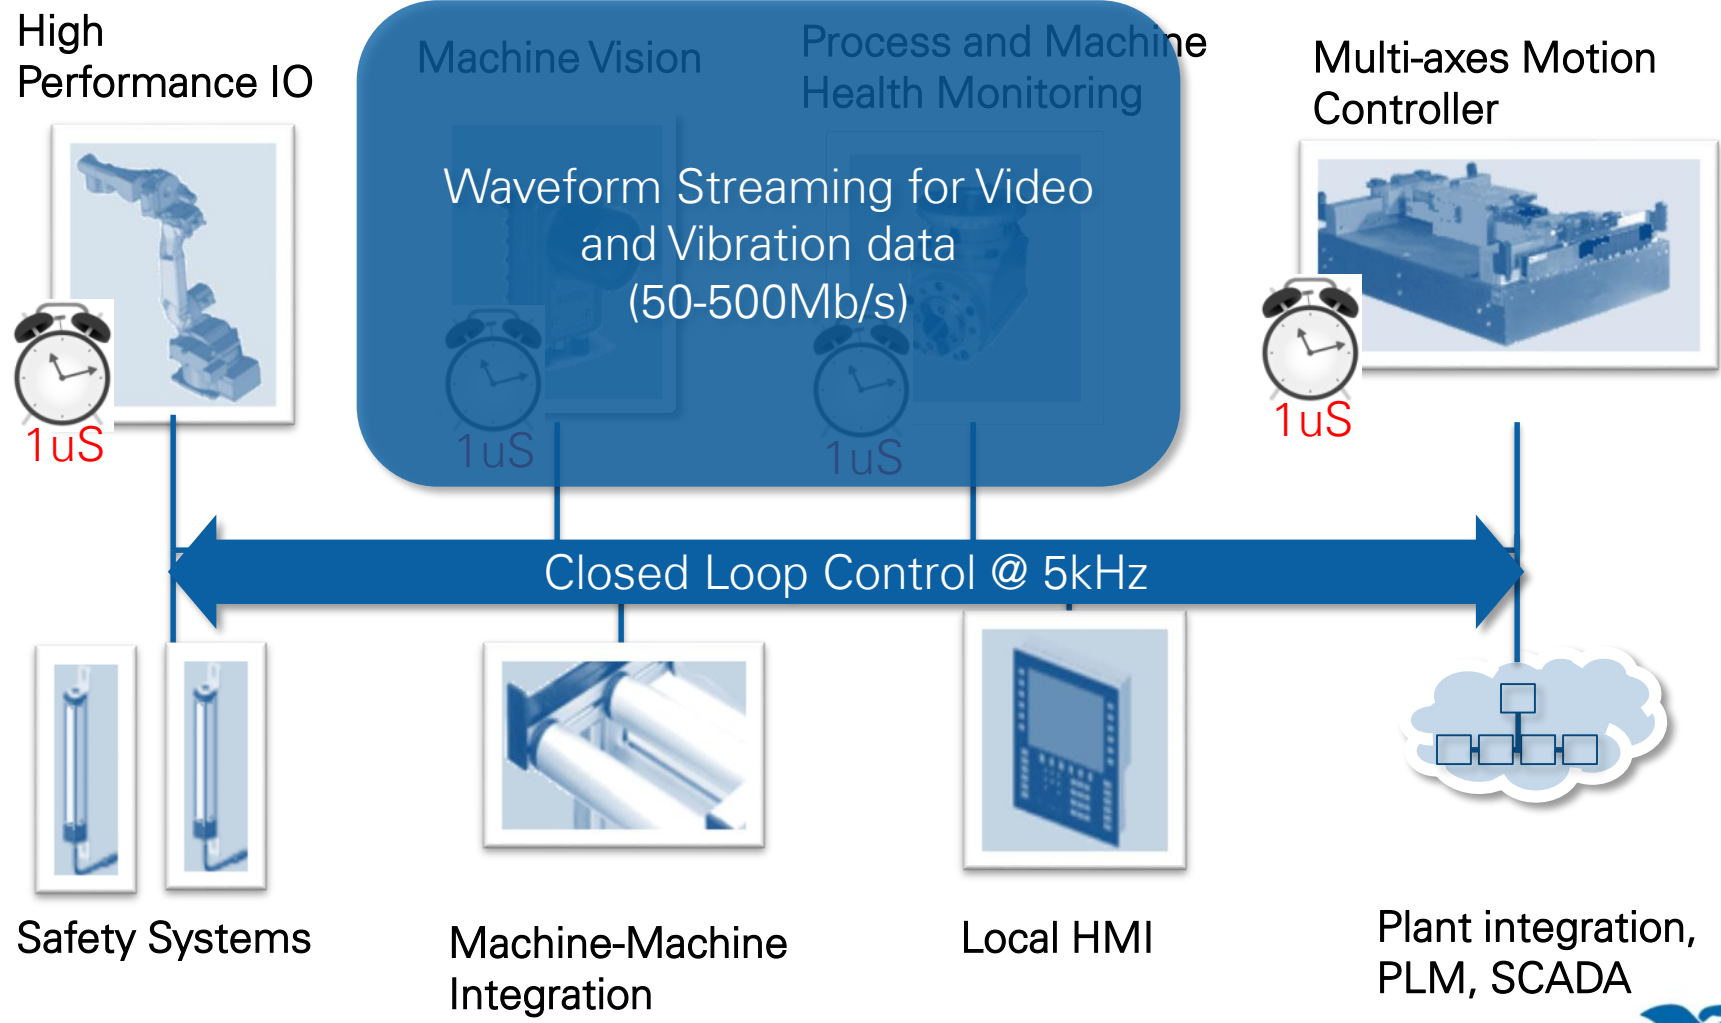 High
Performance IO
Machine Vision
Process and Machine
Health Monitoring
Multi-axes Motion
Controller
Waveform Streaming for Video
and Vibration data
(50-500Mb/s)
1uS
1uS
1uS
1uS
Closed Loop Control @ 5kHz
Safety Systems
Machine-Machine
Integration
Local HMI
Plant integration,
PLM, SCADA